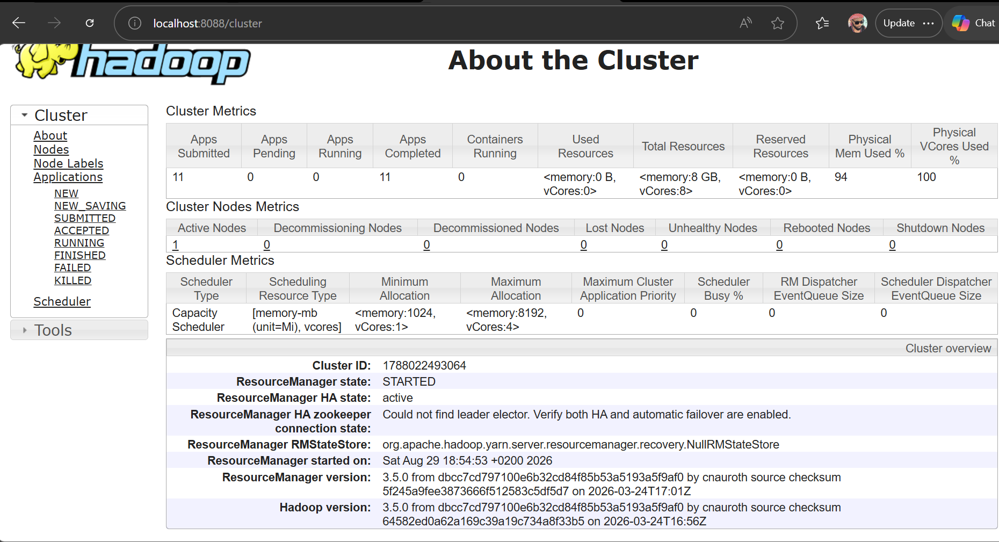 localhost:8088/cluster
Update
Chat
hadoop
About the Cluster
Cluster
About
Nodes
Node Labels
Applications
NEW
NEW_SAVING
SUBMITTED
ACCEPTED
RUNNING
FINISHED
FAILED
KILLED
Scheduler
Tools
Cluster Metrics
Apps Submitted Apps Pending Apps Running Apps Completed Containers Running Used Resources Total Resources Reserved Resources Physical Mem Used % Physical VCores Used %
11 0 0 11 0 <memory:0 B, vCores:0> <memory:8 GB, vCores:8> <memory:0 B, vCores:0> 94 100
Cluster Nodes Metrics
Active Nodes Decommissioning Nodes Decommissioned Nodes Lost Nodes Unhealthy Nodes Rebooted Nodes Shutdown Nodes
1 0 0 0 0 0 0
Scheduler Metrics
Scheduler Type Scheduling Resource Type Minimum Allocation Maximum Allocation Maximum Cluster Application Priority Scheduler Busy % RM Dispatcher EventQueue Size Scheduler Dispatcher EventQueue Size
Capacity Scheduler [memory-mb (unit=Mi), vcores] <memory:1024, vCores:1> <memory:8192, vCores:4> 0 0 0 0
Cluster overview
Cluster ID: 1788022493064
ResourceManager state: STARTED
ResourceManager HA state: active
ResourceManager HA zookeeper connection state: Could not find leader elector. Verify both HA and automatic failover are enabled.
ResourceManager RMStateStore: org.apache.hadoop.yarn.server.resourcemanager.recovery.NullRMStateStore
ResourceManager started on: Sat Aug 29 18:54:53 +0200 2026
ResourceManager version: 3.5.0 from dbcc7cd797100e6b32cd84f85b53a5193a5f9af0 by cnauroth source checksum
5f245a9fee3873666f512583c5df5d7 on 2026-03-24T17:01Z
Hadoop version: 3.5.0 from dbcc7cd797100e6b32cd84f85b53a5193a5f9af0 by cnauroth source checksum
64582ed0a62a169c39a19c734a8f33b5 on 2026-03-24T16:56Z